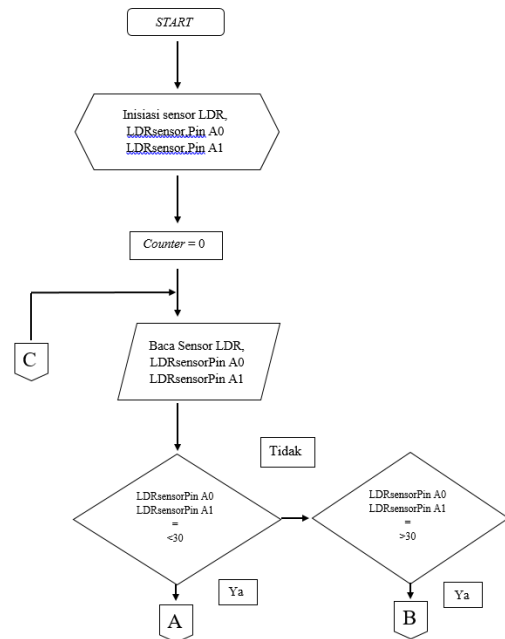 START
Inisiasi sensor LDR,
LDRsensor,Pin A0
LDRsensor,Pin A1
Counter = 0
C
Baca Sensor LDR,
LDRsensorPin A0
LDRsensorPin A1
Tidak
LDRsensorPin A0
LDRsensorPin A1
=
<30
LDRsensorPin A0
LDRsensorPin A1
=
>30
Ya
Ya
A
B